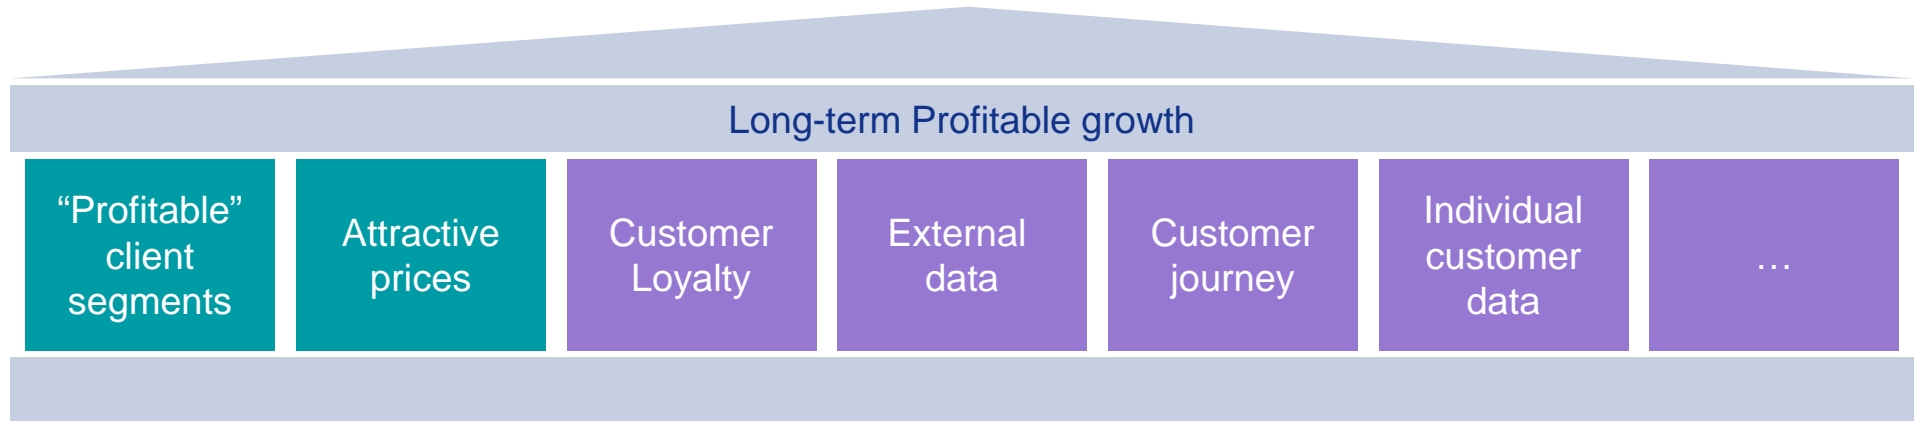 Long-term Profitable growth
“Profitable”
client
segments
Attractive
prices
Customer
Loyalty
External
data
Customer
journey
Individual
customer
data
…